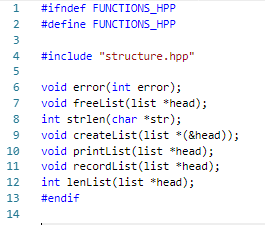 1 #ifndef FUNCTIONS_HPP
2 #define FUNCTIONS_HPP
3
4 #include "structure.hpp"
5
6 void error(int error);
7 void freeList(list *head);
8 int strlen(char *str);
9 void createList(list *(&head));
10 void printList(list *head);
11 void recordList(list *head);
12 int lenList(list *head);
13 #endif
14